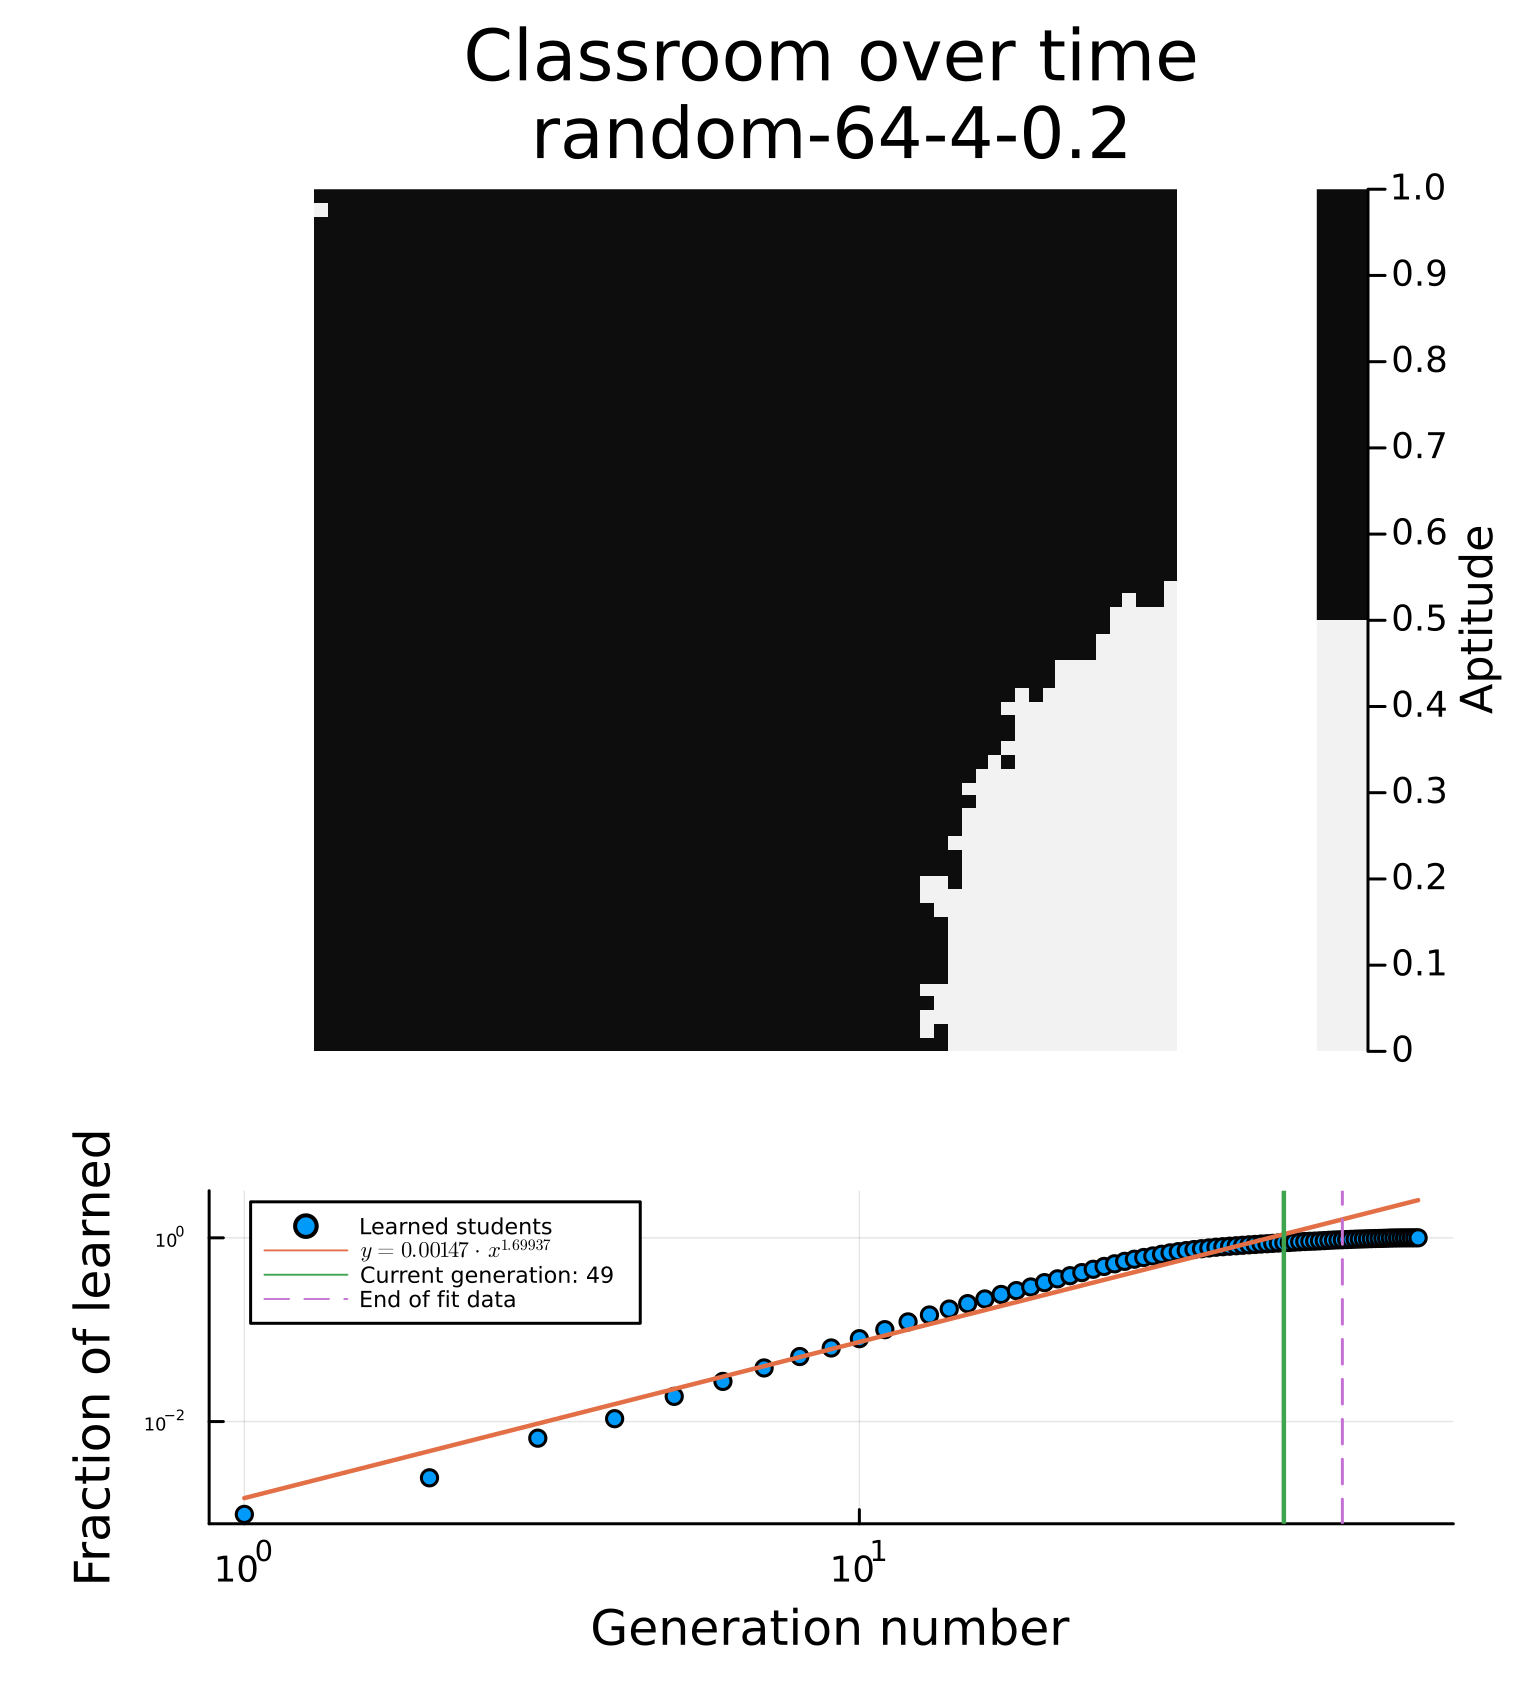 Classroom over time
random-64-4-0.2
1.0
0.9
0.8
0.7
0.6
0.5
0.4
0.3
0.2
0.1
0
Aptitude
Fraction of learned
10^0
10^-2
Learned students
y = 0.00147 · x^1.69937
Current generation: 49
End of fit data
10^0
10^1
Generation number